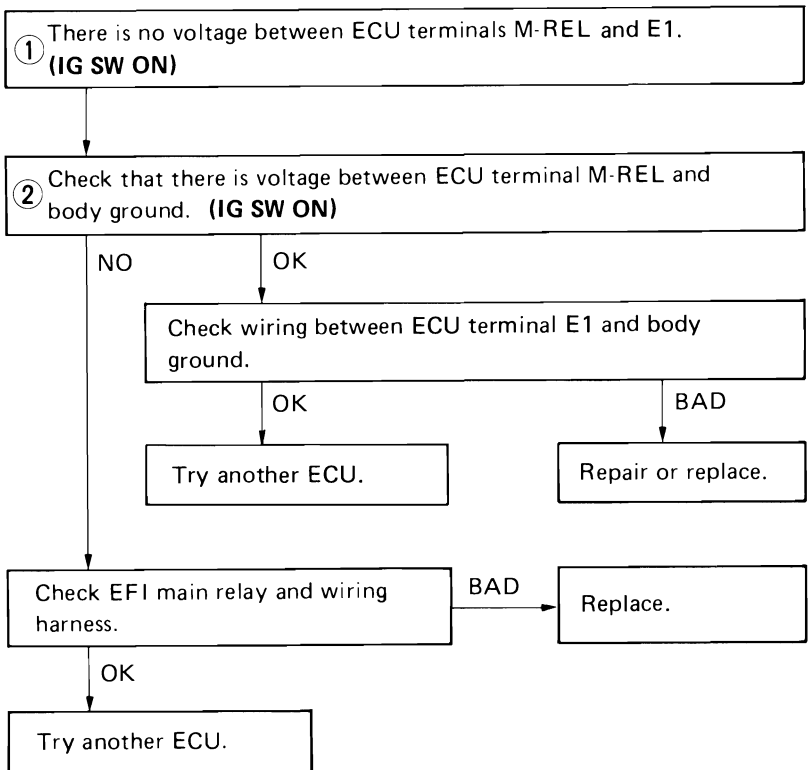 ① There is no voltage between ECU terminals M-REL and E1.
(IG SW ON)
② Check that there is voltage between ECU terminal M-REL and
body ground. (IG SW ON)
NO
OK
Check wiring between ECU terminal E1 and body
ground.
OK
BAD
Try another ECU.
Repair or replace.
Check EFI main relay and wiring
harness.
BAD
Replace.
OK
Try another ECU.